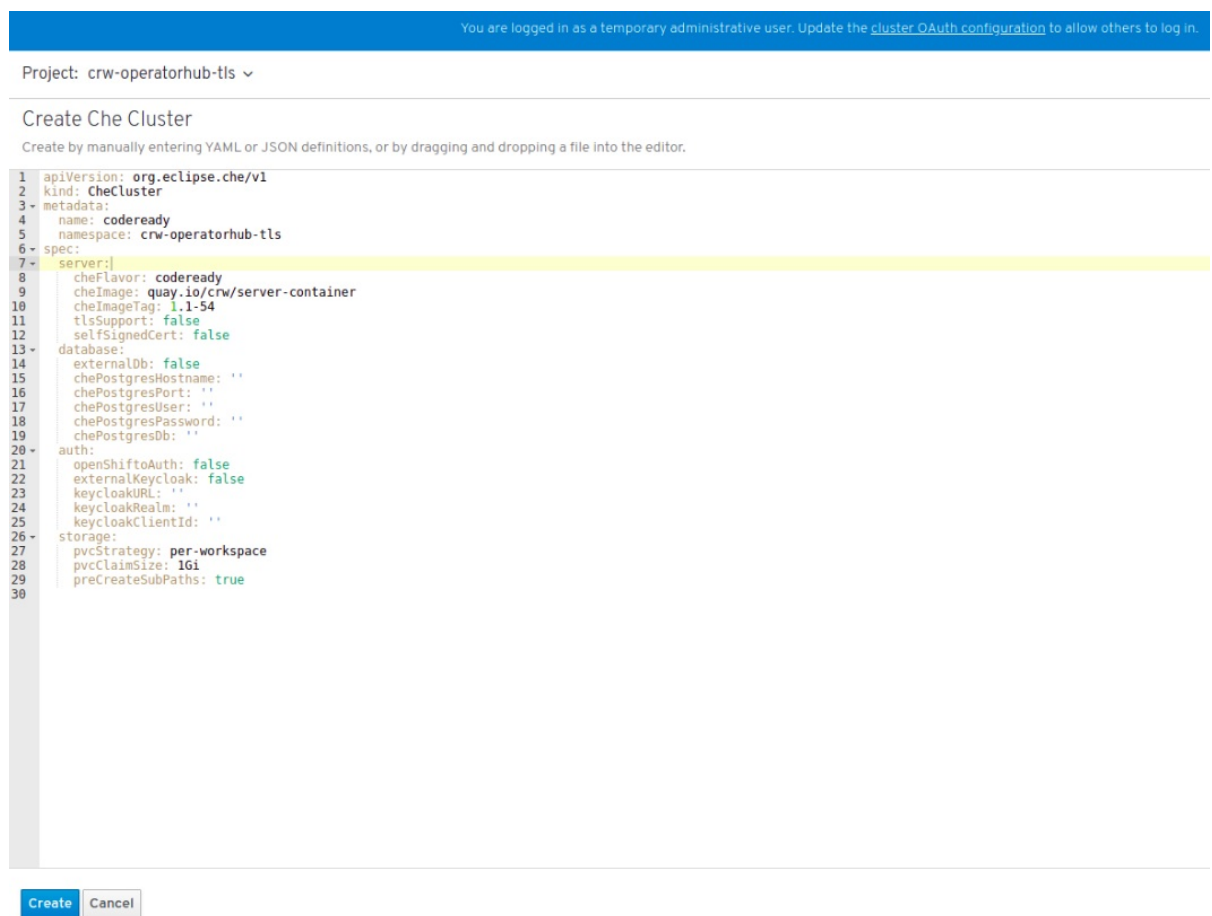 You are logged in as a temporary administrative user. Update the cluster OAuth configuration to allow others to log in.
Project: crw-operatorhub-tls
Create Che Cluster
Create by manually entering YAML or JSON definitions, or by dragging and dropping a file into the editor.
1 apiVersion: org.eclipse.che/v1
2 kind: CheCluster
3 metadata:
4   name: codeready
5   namespace: crw-operatorhub-tls
6 spec:
7   server:
8     cheFlavor: codeready
9     cheImage: quay.io/crw/server-container
10     cheImageTag: 1.1-54
11     tlsSupport: false
12     selfSignedCert: false
13   database:
14     externalDb: false
15     chePostgresHostname: ''
16     chePostgresPort: ''
17     chePostgresUser: ''
18     chePostgresPassword: ''
19     chePostgresDb: ''
20   auth:
21     openShiftoAuth: false
22     externalKeycloak: false
23     keycloakURL: ''
24     keycloakRealm: ''
25     keycloakClientId: ''
26   storage:
27     pvcStrategy: per-workspace
28     pvcClaimSize: 1Gi
29     preCreateSubPaths: true
30
Create Cancel